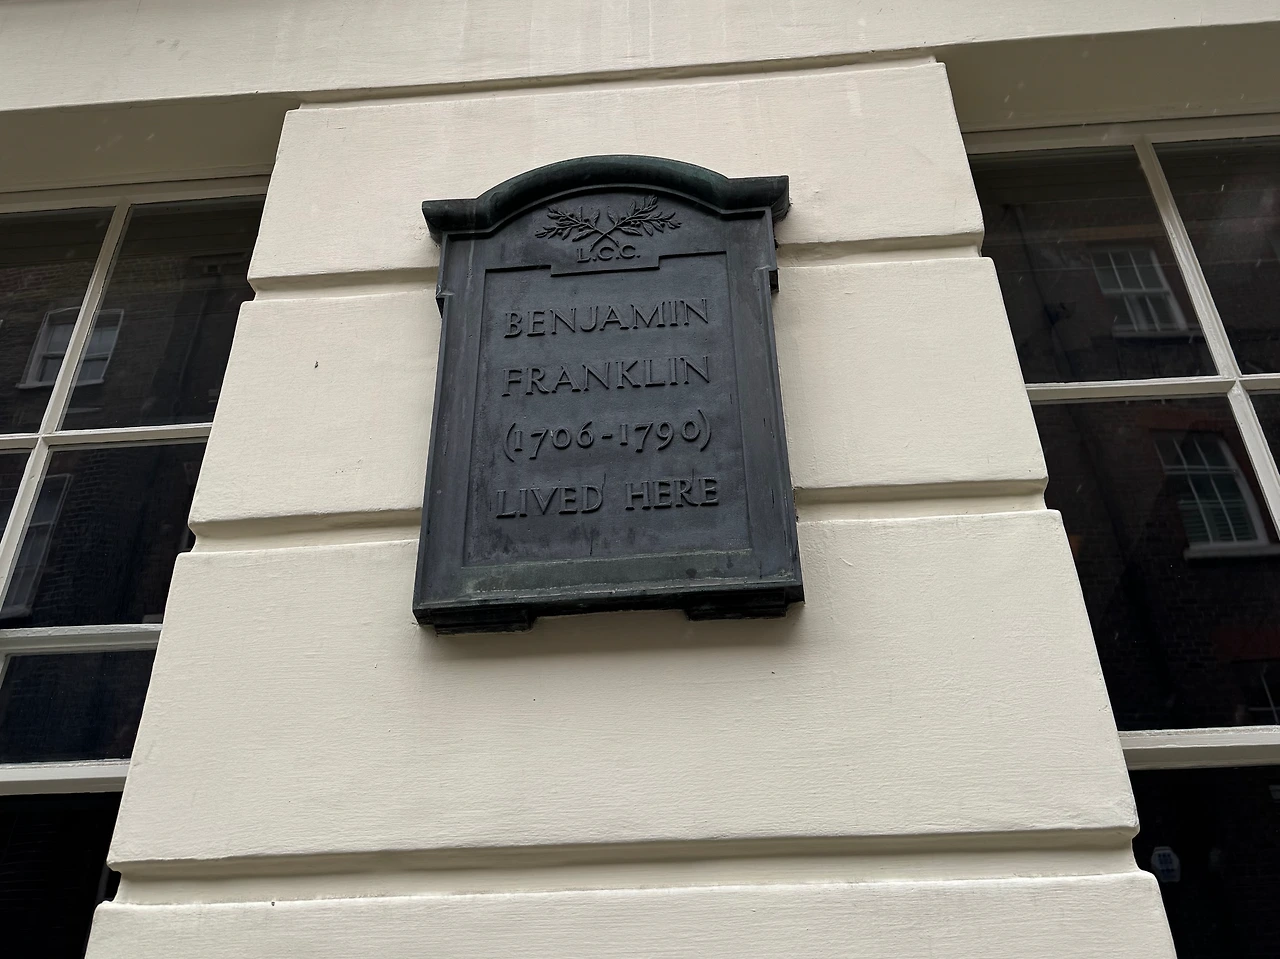 L.C.C.
BENJAMIN
FRANKLIN
(1706-1790)
LIVED HERE